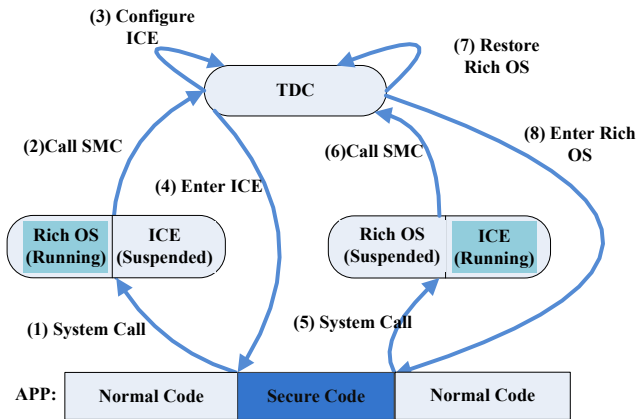 (3) Configure
ICE
(7) Restore
Rich OS
TDC
(2)Call SMC
(6)Call SMC
(8) Enter Rich
OS
(4) Enter ICE
Rich OS
(Running)
ICE
(Suspended)
Rich OS
(Suspended)
ICE
(Running)
(1) System Call
(5) System Call
APP:
Normal Code
Secure Code
Normal Code